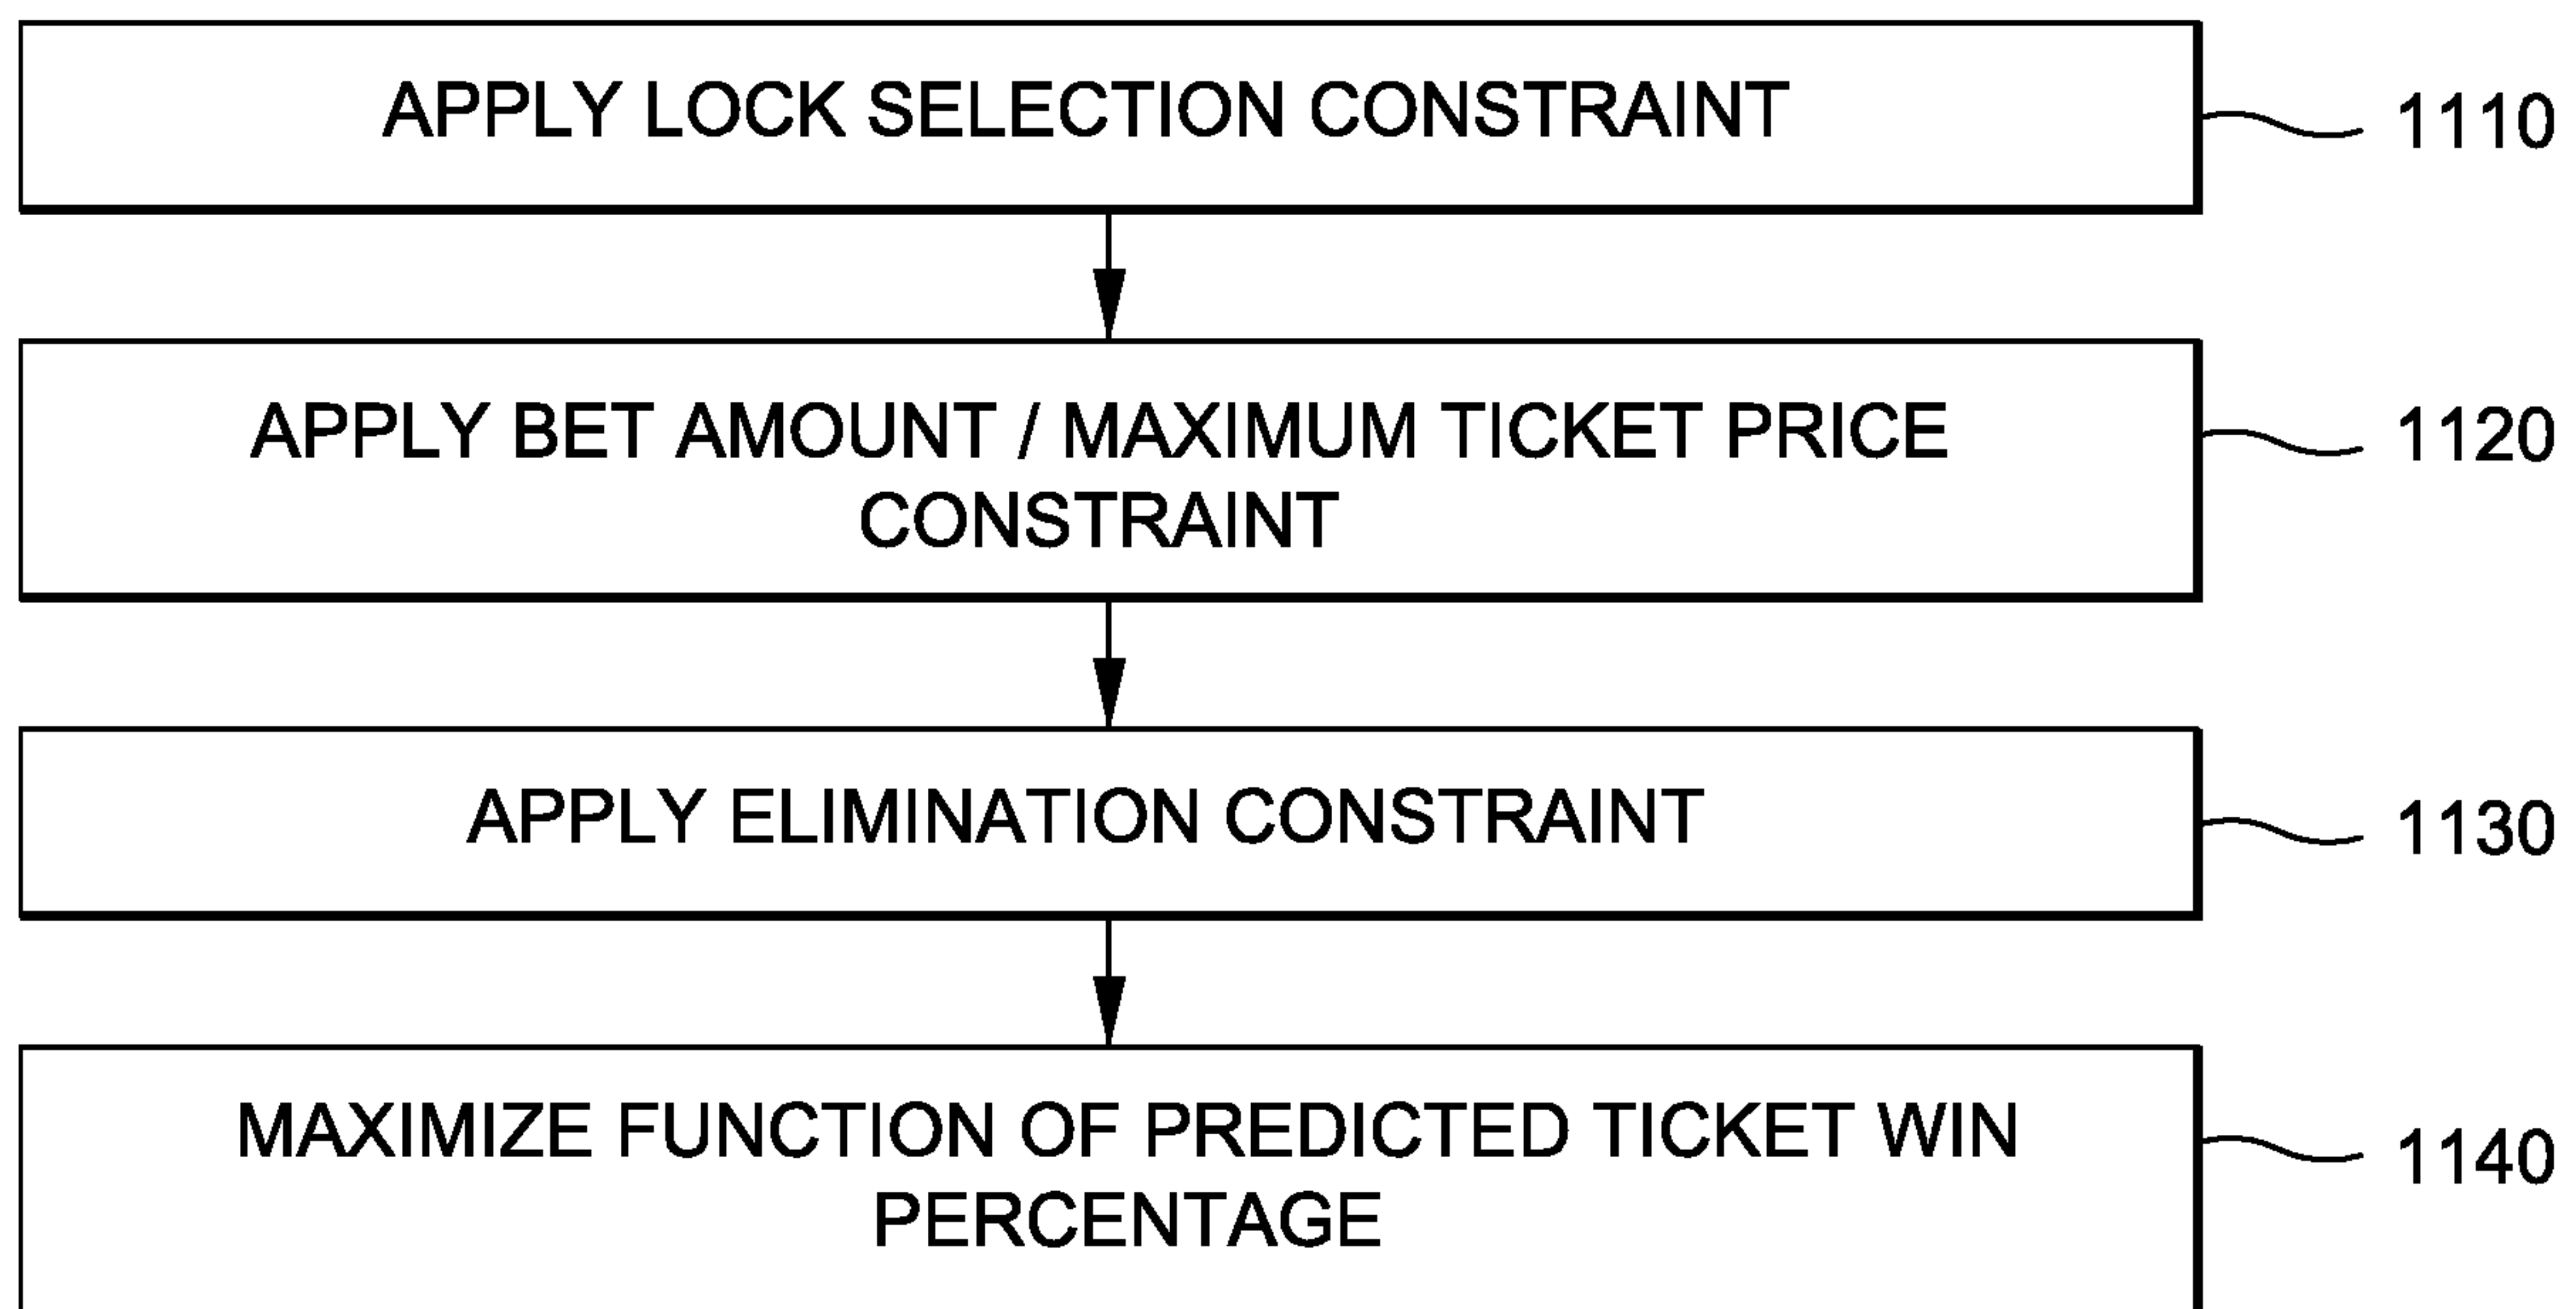 APPLY LOCK SELECTION CONSTRAINT
1110
APPLY BET AMOUNT / MAXIMUM TICKET PRICE
CONSTRAINT
1120
APPLY ELIMINATION CONSTRAINT
1130
MAXIMIZE FUNCTION OF PREDICTED TICKET WIN
PERCENTAGE
1140